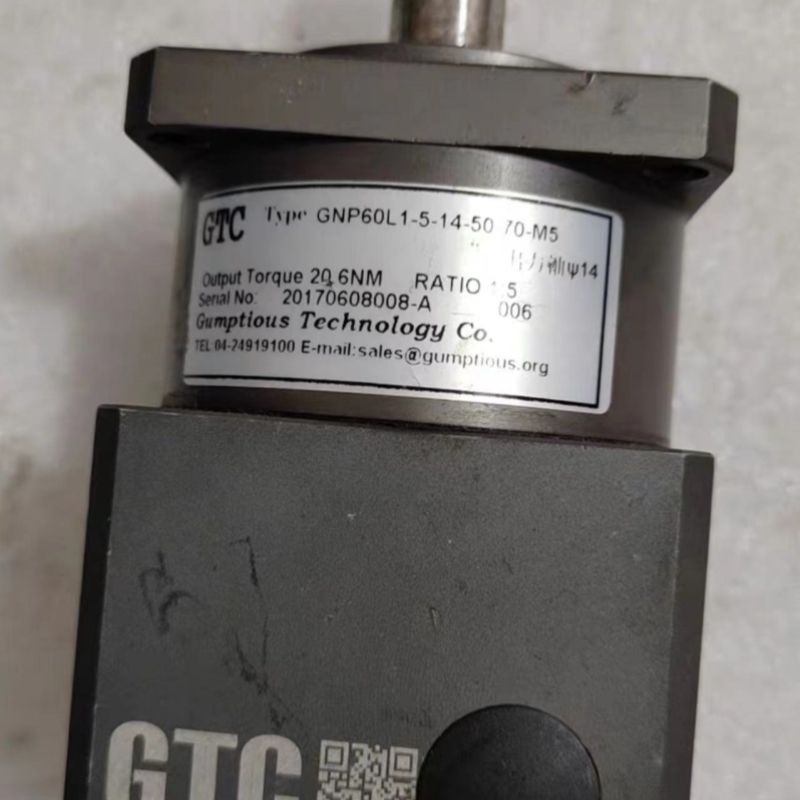 GTC Type GNP60L1-5-14-50 70-M5
ψ14
Output Torque 20.6NM RATIO 1:5
Serial No: 20170608008-A 006
Gumptious Technology Co.
TEL:04-24919100 E-mail:sales@gumptious.org
GTC